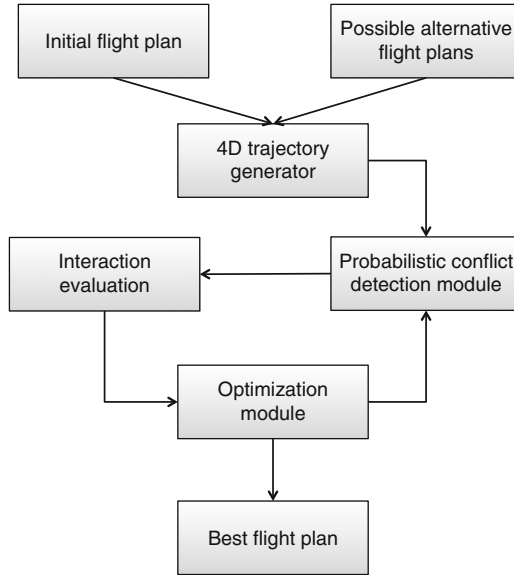 Initial flight plan
Possible alternative
flight plans
4D trajectory
generator
Interaction
evaluation
Probabilistic conflict
detection module
Optimization
module
Best flight plan